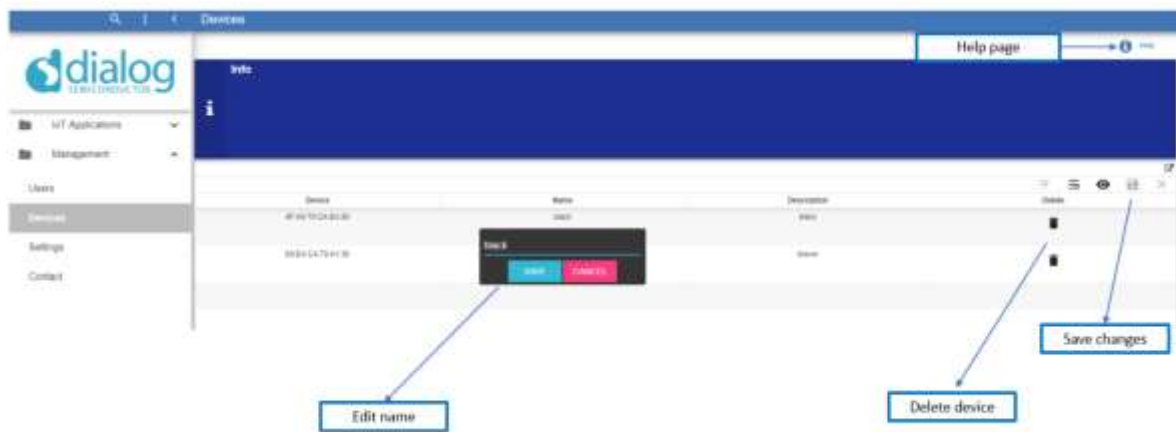 Devices
Help page
dialog
SEMICONDUCTOR
Info
i
IoT Applications
Management
Users
Devices
Settings
Contact
Device Name Description Delete
SAVE CANCEL
Save changes
Delete device
Edit name